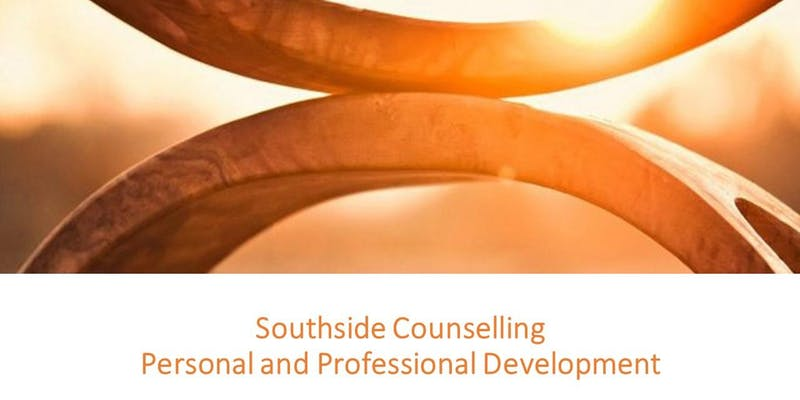 Southside Counselling
Personal and Professional Development